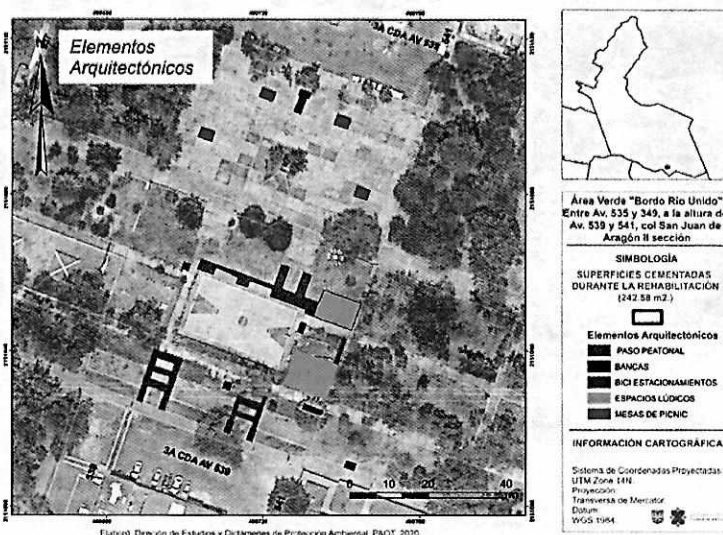 Elementos
Arquitectónicos
3A CDA AV 535
3A CDA AV 539
0 10 20 40
Elaboró: Dirección de Estudios y Dictámenes de Protección Ambiental, PAOT, 2020
Área Verde "Bordo Río Unido"
Entre Av. 535 y 349, a la altura d
Av. 539 y 541, col San Juan de
Aragón II sección
SIMBOLOGÍA
SUPERFICIES CEMENTADAS
DURANTE LA REHABILITACIÓN
(242.58 m2.)
Elementos Arquitectónicos
PASO PEATONAL
BANCAS
BICI ESTACIONAMIENTOS
ESPACIOS LÚDICOS
MESAS DE PICNIC
INFORMACIÓN CARTOGRÁFICA
Sistema de Coordenadas Proyectadas
UTM Zone 14N.
Proyección:
Transversa de Mercator.
Datum:
WGS 1984.